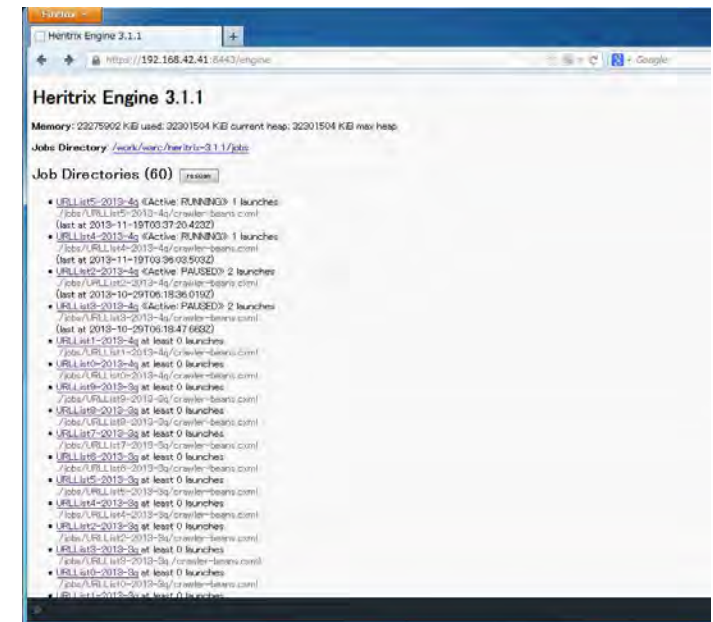 Firefox
Heritrix Engine 3.1.1
+
https://192.168.42.41:8443/engine
Google
Heritrix Engine 3.1.1
Memory: 23275902 KiB used; 32301504 KiB current heap; 32301504 KiB max heap
Jobs Directory: /work/warc/heritrix-3.1.1/jobs
Job Directories (60) rescan
• URLList5-2013-4q «Active: RUNNING» 1 launches
/jobs/URLList5-2013-4q/crawler-beans.cxml
(last at 2013-11-19T03:37:20.423Z)
• URLList4-2013-4q «Active: RUNNING» 1 launches
/jobs/URLList4-2013-4q/crawler-beans.cxml
(last at 2013-11-19T03:36:03.503Z)
• URLList2-2013-4q «Active: PAUSED» 2 launches
/jobs/URLList2-2013-4q/crawler-beans.cxml
(last at 2013-10-29T06:18:36.019Z)
• URLList3-2013-4q «Active: PAUSED» 2 launches
/jobs/URLList3-2013-4q/crawler-beans.cxml
(last at 2013-10-29T06:18:47.663Z)
• URLList1-2013-4q at least 0 launches
/jobs/URLList1-2013-4q/crawler-beans.cxml
• URLList0-2013-4q at least 0 launches
/jobs/URLList0-2013-4q/crawler-beans.cxml
• URLList9-2013-3q at least 0 launches
/jobs/URLList9-2013-3q/crawler-beans.cxml
• URLList8-2013-3q at least 0 launches
/jobs/URLList8-2013-3q/crawler-beans.cxml
• URLList7-2013-3q at least 0 launches
/jobs/URLList7-2013-3q/crawler-beans.cxml
• URLList6-2013-3q at least 0 launches
/jobs/URLList6-2013-3q/crawler-beans.cxml
• URLList5-2013-3q at least 0 launches
/jobs/URLList5-2013-3q/crawler-beans.cxml
• URLList4-2013-3q at least 0 launches
/jobs/URLList4-2013-3q/crawler-beans.cxml
• URLList2-2013-3q at least 0 launches
/jobs/URLList2-2013-3q/crawler-beans.cxml
• URLList3-2013-3q at least 0 launches
/jobs/URLList3-2013-3q/crawler-beans.cxml
• URLList0-2013-3q at least 0 launches
/jobs/URLList0-2013-3q/crawler-beans.cxml
• URLList1-2013-3q at least 0 launches